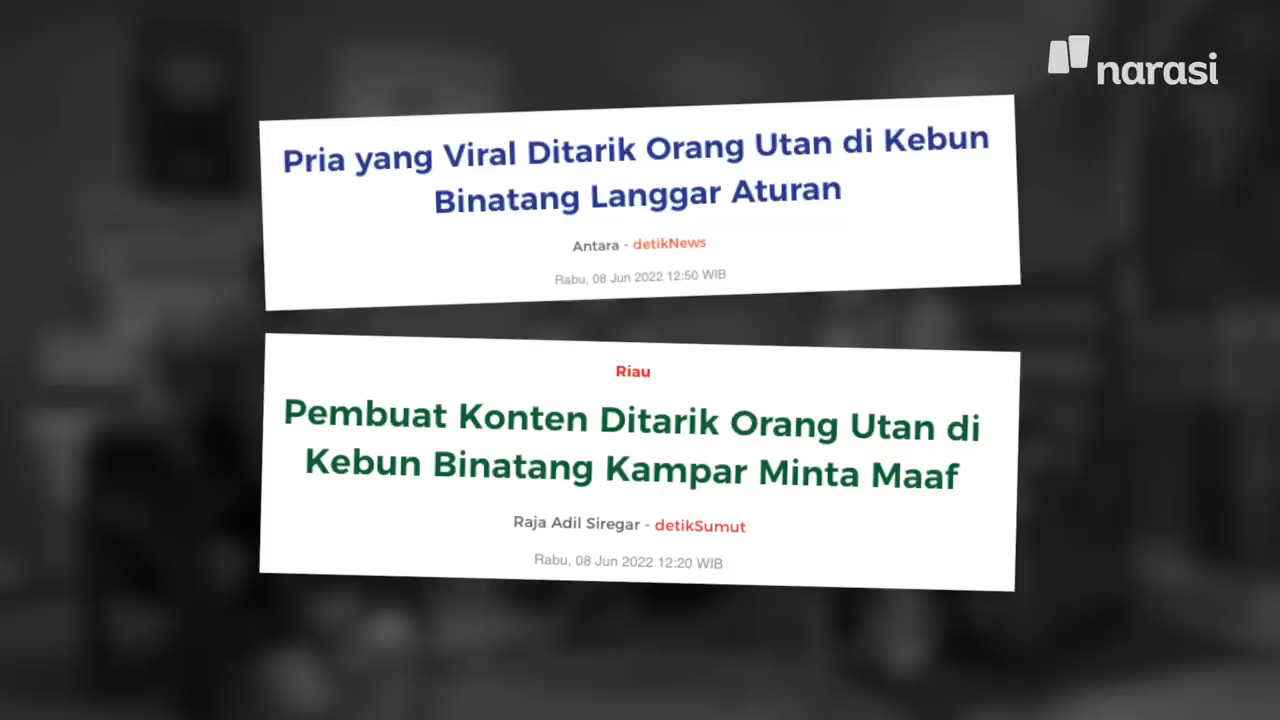 narasi
Pria yang Viral Ditarik Orang Utan di Kebun
Binatang Langgar Aturan
Antara - detikNews
Rabu, 08 Jun 2022 12:50 WIB
Riau
Pembuat Konten Ditarik Orang Utan di
Kebun Binatang Kampar Minta Maaf
Raja Adil Siregar - detikSumut
Rabu, 08 Jun 2022 12:20 WIB